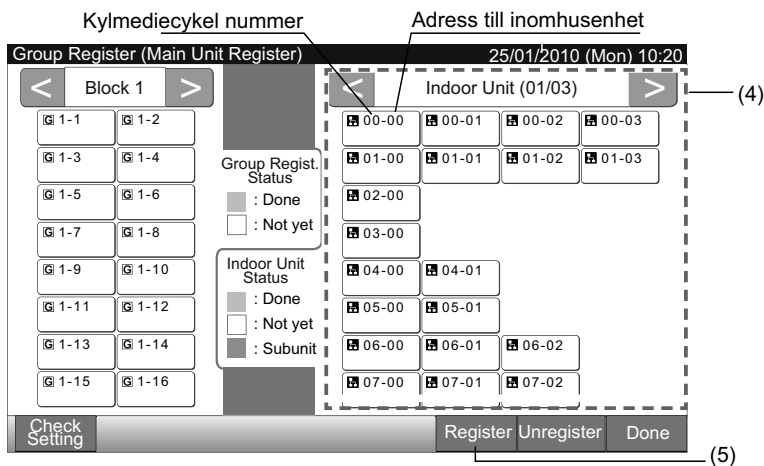 Kylmediecykel nummer
Adress till inomhusenhet
Group Register (Main Unit Register)
25/01/2010 (Mon) 10:20
< Block 1 >
< Indoor Unit (01/03) >
(4)
G 1-1 G 1-2
G 1-3 G 1-4
G 1-5 G 1-6
G 1-7 G 1-8
G 1-9 G 1-10
G 1-11 G 1-12
G 1-13 G 1-14
G 1-15 G 1-16
Group Regist.
Status
: Done
: Not yet
Indoor Unit
Status
: Done
: Not yet
: Subunit
00-00 00-01 00-02 00-03
01-00 01-01 01-02 01-03
02-00
03-00
04-00 04-01
05-00 05-01
06-00 06-01 06-02
07-00 07-01 07-02
Check
Setting
Register Unregister Done
(5)